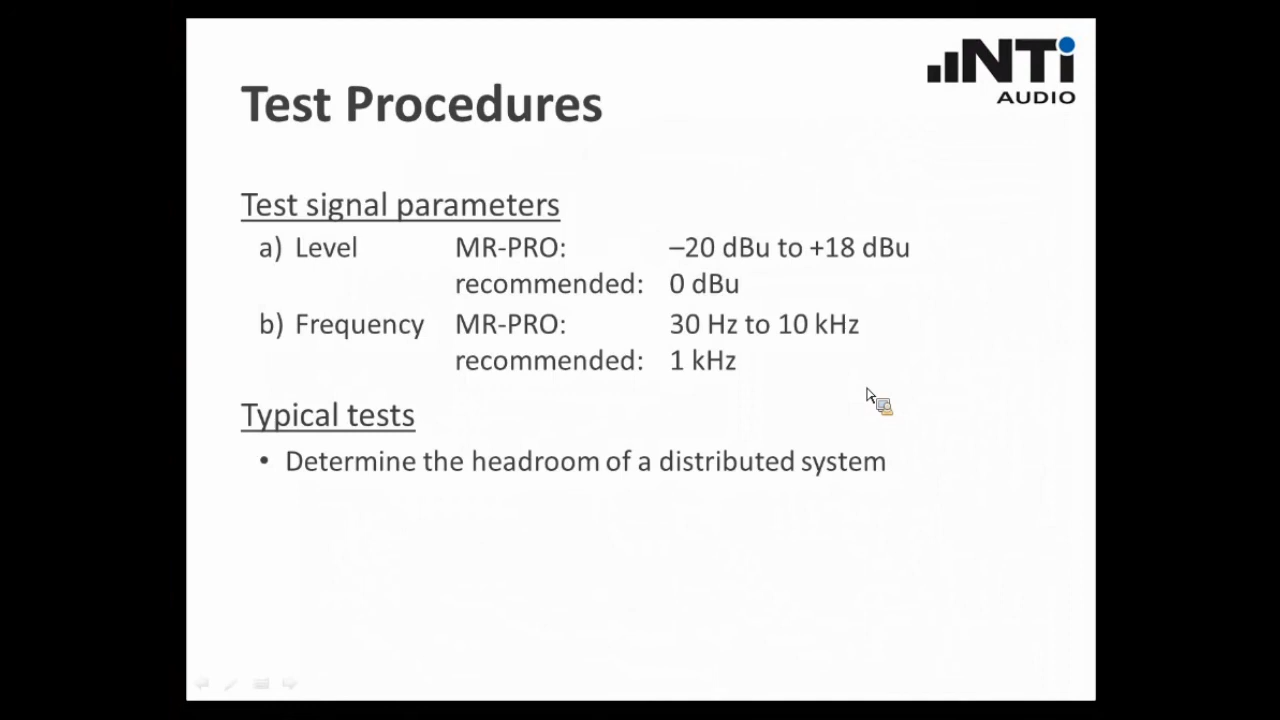 NTi
AUDIO
Test Procedures
Test signal parameters
a) Level MR-PRO: –20 dBu to +18 dBu
recommended: 0 dBu
b) Frequency MR-PRO: 30 Hz to 10 kHz
recommended: 1 kHz
Typical tests
• Determine the headroom of a distributed system